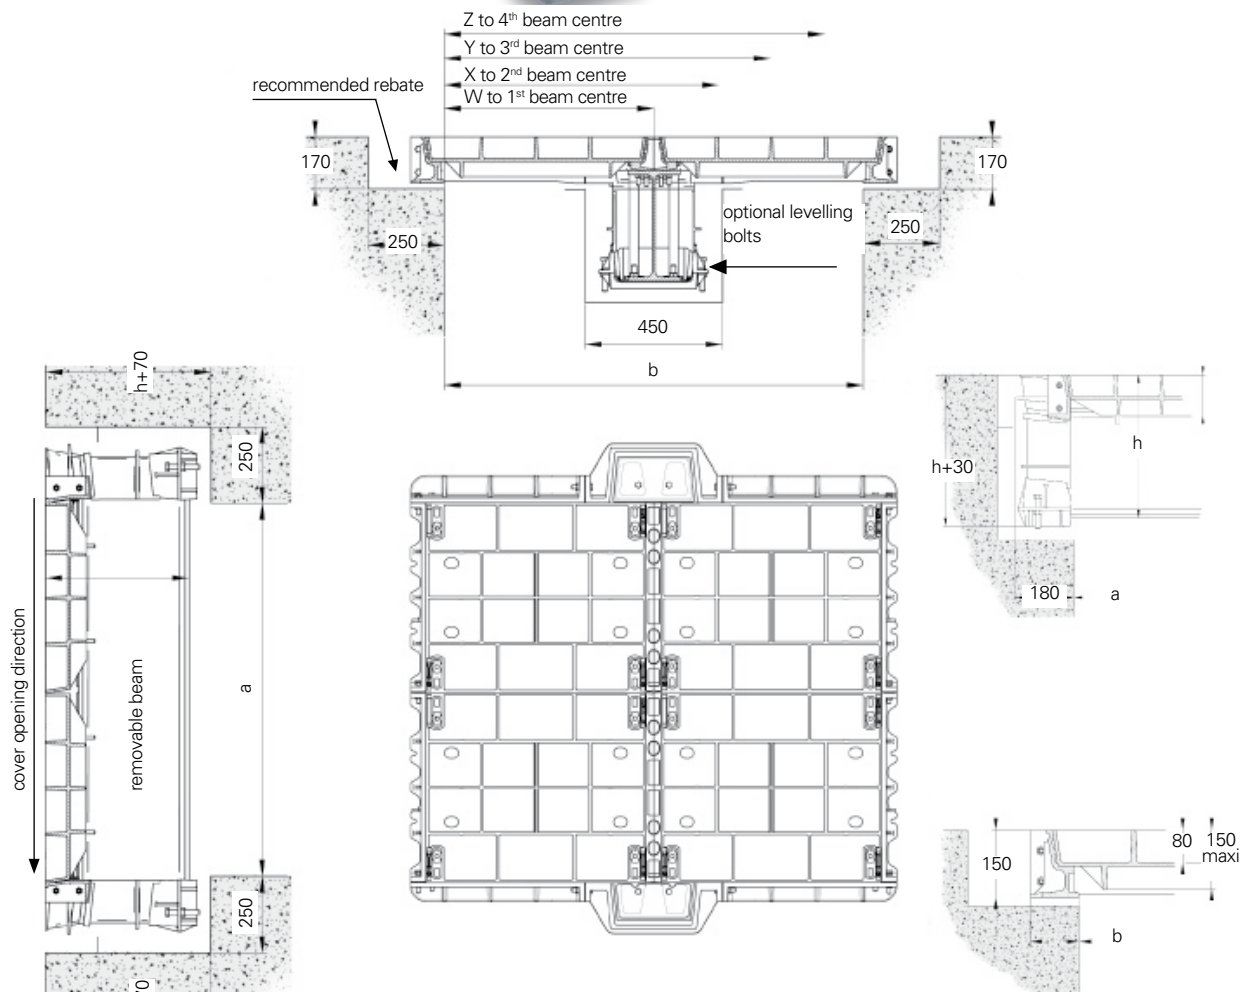 Z to 4th beam centre
Y to 3rd beam centre
X to 2nd beam centre
W to 1st beam centre
recommended rebate
170
170
optional levelling
bolts
250
250
450
b
h+70
250
h
h+30
180
a
cover opening direction
removable beam
a
250
150
80
150
maxi
b
70